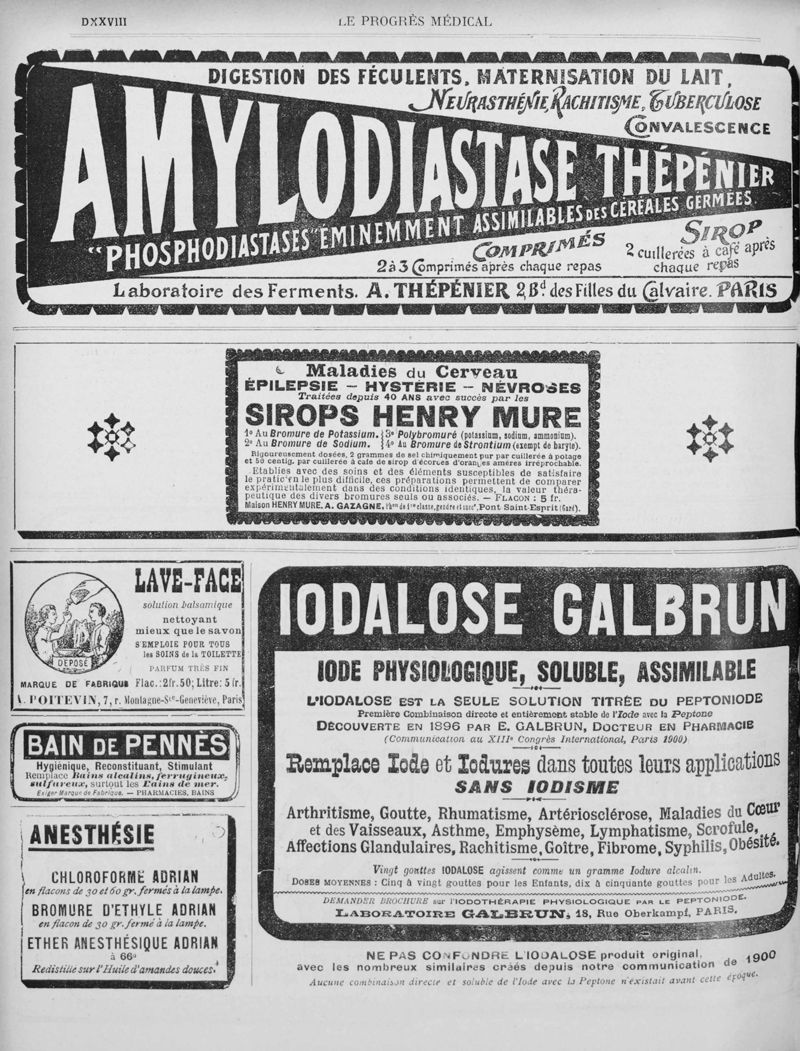 DXXVIII
LE PROGRÈS MÉDICAL
DIGESTION DES FÉCULENTS, MATERNISATION DU LAIT,
NEURASTHÉNIE, RACHITISME, TUBERCULOSE
CONVALESCENCE
AMYLODIASTASE THÉPÉNIER
"PHOSPHODIASTASES" ÉMINEMMENT ASSIMILABLES DES CÉRÉALES GERMÉES.
COMPRIMÉS
2 à 3 Comprimés après chaque repas
SIROP
2 cuillerées à café après
chaque repas
Laboratoire des Ferments. A. THÉPÉNIER 2, Bd. des Filles du Calvaire. PARIS
Maladies du Cerveau
ÉPILEPSIE — HYSTÉRIE — NÉVROSES
Traitées depuis 40 ANS avec succès par les
SIROPS HENRY MURE
1º Au Bromure de Potassium. 3º Polybromuré (potassium, sodium, ammonium).
2º Au Bromure de Sodium. 4º Au Bromure de Strontium (exempt de baryte).
Rigoureusement dosées, 2 grammes de sel chimiquement pur par cuillerée à potage
et 50 centig. par cuillerée à café de sirop d'écorces d'oranges amères irréprochable.
Etablies avec des soins et des éléments susceptibles de satisfaire
le praticien le plus difficile, ces préparations permettent de comparer
expérimentalement dans des conditions identiques, la valeur théra-
peutique des divers bromures seuls ou associés. — FLACON : 5 fr.
Maison HENRY MURE. A. GAZAGNE, Phien de 1re classe, gendre et succr, Pont Saint-Esprit (Gard).
LAVE-FACE
solution balsamique
nettoyant
mieux que le savon
S'EMPLOIE POUR TOUS
les SOINS de la TOILETTE
PARFUM TRÈS FIN
DÉPOSÉ
MARQUE DE FABRIQUE Flac.: 2fr.50; Litre: 5 fr.
A. POITEVIN, 7, r. Montagne-Ste-Geneviève, Paris
BAIN DE PENNÈS
Hygiénique, Reconstituant, Stimulant
Remplace Bains alcalins, ferrugineux,
sulfureux, surtout les Bains de mer.
Exiger Marque de Fabrique. — PHARMACIES, BAINS
ANESTHÉSIE
CHLOROFORME ADRIAN
en flacons de 30 et 60 gr. fermés à la lampe.
BROMURE D'ETHYLE ADRIAN
en flacon de 30 gr. fermé à la lampe.
ETHER ANESTHÉSIQUE ADRIAN
à 66º
Redistillé sur l'Huile d'amandes douces.
IODALOSE GALBRUN
IODE PHYSIOLOGIQUE, SOLUBLE, ASSIMILABLE
L'IODALOSE EST LA SEULE SOLUTION TITRÉE DU PEPTONIODE
Première Combinaison directe et entièrement stable de l'Iode avec la Peptone
DÉCOUVERTE EN 1896 PAR E. GALBRUN, DOCTEUR EN PHARMACIE
(Communication au XIIIe Congrès International, Paris 1900)
Remplace Iode et Iodures dans toutes leurs applications
SANS IODISME
Arthritisme, Goutte, Rhumatisme, Artériosclérose, Maladies du Cœur
et des Vaisseaux, Asthme, Emphysème, Lymphatisme, Scrofule,
Affections Glandulaires, Rachitisme, Goître, Fibrome, Syphilis, Obésité.
Vingt gouttes IODALOSE agissent comme un gramme Iodure alcalin.
DOSES MOYENNES : Cinq à vingt gouttes pour les Enfants, dix à cinquante gouttes pour les Adultes.
DEMANDER BROCHURE sur l'IODOTHÉRAPIE PHYSIOLOGIQUE PAR LE PEPTONIODE.
LABORATOIRE GALBRUN, 18, Rue Oberkampf, PARIS.
NE PAS CONFONDRE L'IODALOSE produit original,
avec les nombreux similaires créés depuis notre communication de 1900
Aucune combinaison directe et soluble de l'Iode avec la Peptone n'existait avant cette époque.